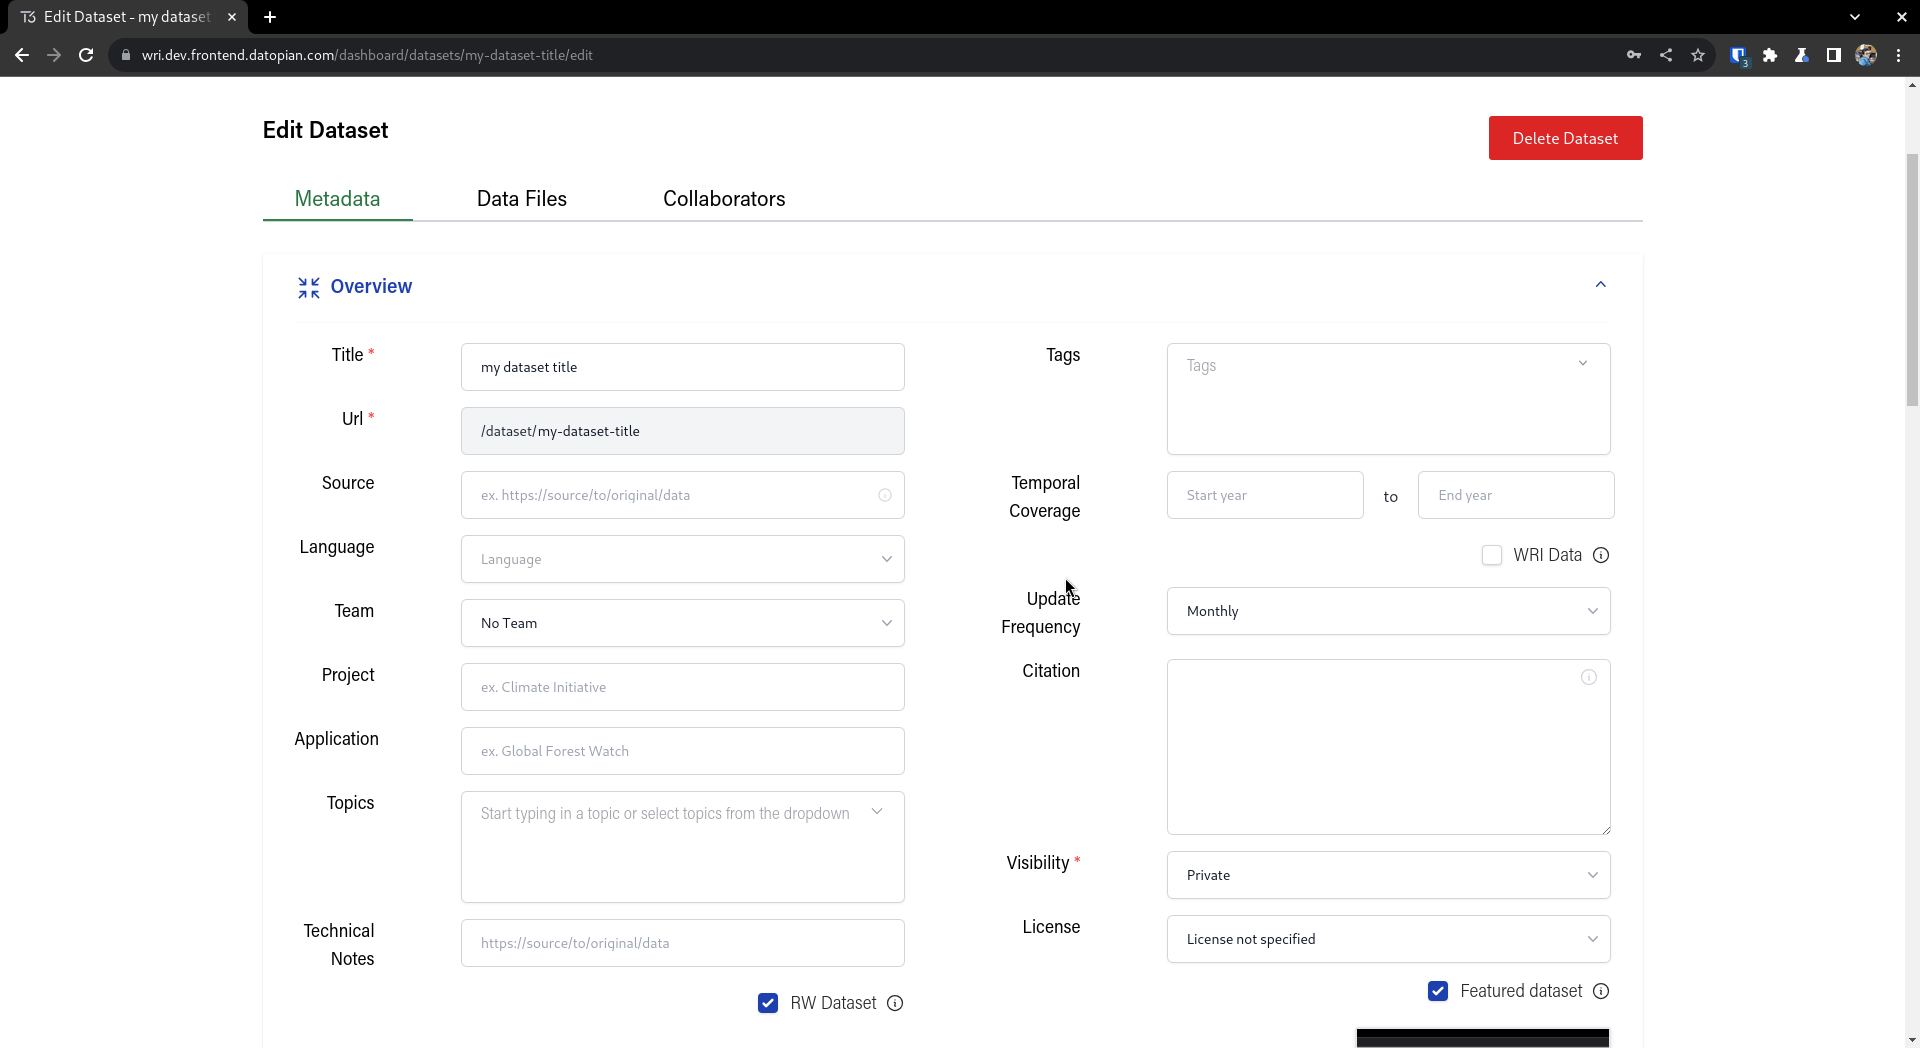 Edit Dataset - my dataset
wri.dev.frontend.datopian.com/dashboard/datasets/my-dataset-title/edit
3
Edit Dataset
Delete Dataset
Metadata
Data Files
Collaborators
Overview
Title *
my dataset title
Url *
/dataset/my-dataset-title
Source
ex. https://source/to/original/data
Language
Language
Team
No Team
Project
ex. Climate Initiative
Application
ex. Global Forest Watch
Topics
Start typing in a topic or select topics from the dropdown
Technical
Notes
https://source/to/original/data
RW Dataset
Tags
Tags
Temporal
Coverage
Start year
to
End year
WRI Data
Update
Frequency
Monthly
Citation
Visibility *
Private
License
License not specified
Featured dataset